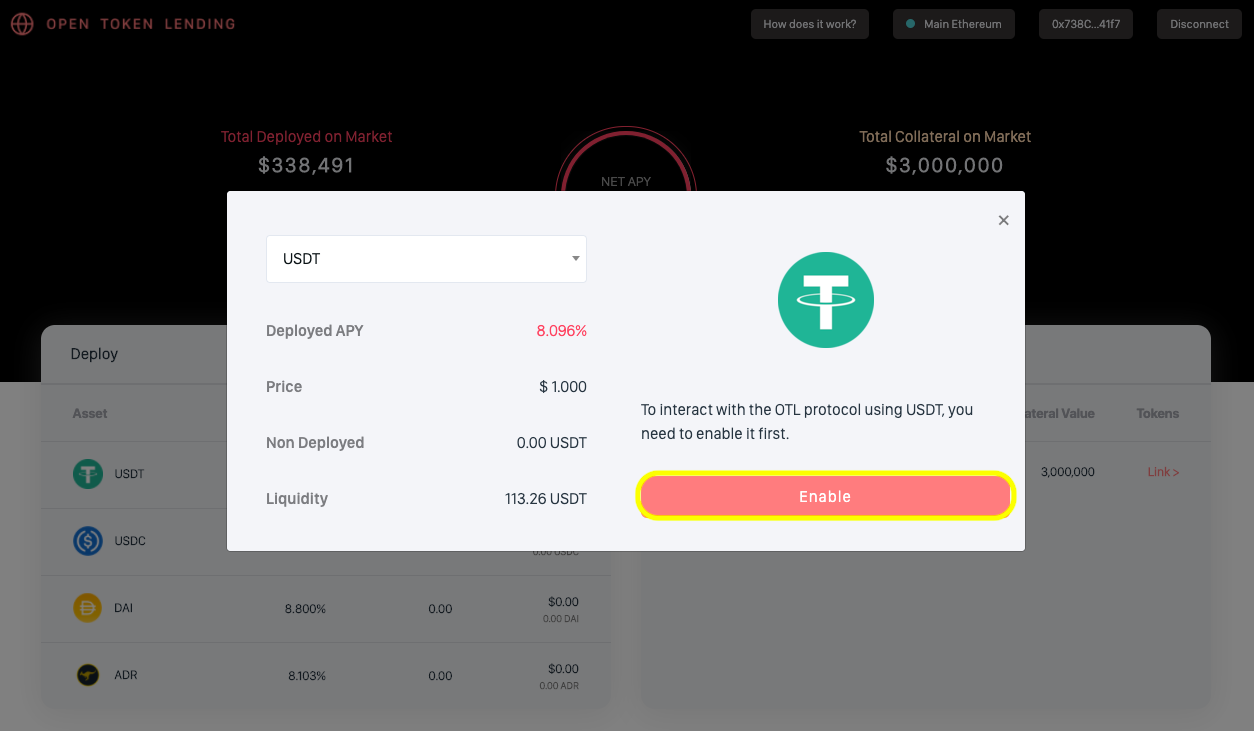 OPEN TOKEN LENDING
How does it work?
Main Ethereum
0x738C...41f7
Disconnect
Total Deployed on Market
$338,491
Total Collateral on Market
$3,000,000
NET APY
×
USDT
Deployed APY 8.096%
Price $ 1.000
Non Deployed 0.00 USDT
Liquidity 113.26 USDT
To interact with the OTL protocol using USDT, you
need to enable it first.
Enable
Deploy
Asset
USDT
USDC
0.00 USDC
DAI 8.800% 0.00 $0.00
0.00 DAI
ADR 8.103% 0.00 $0.00
0.00 ADR
Value Tokens
3,000,000 Link >